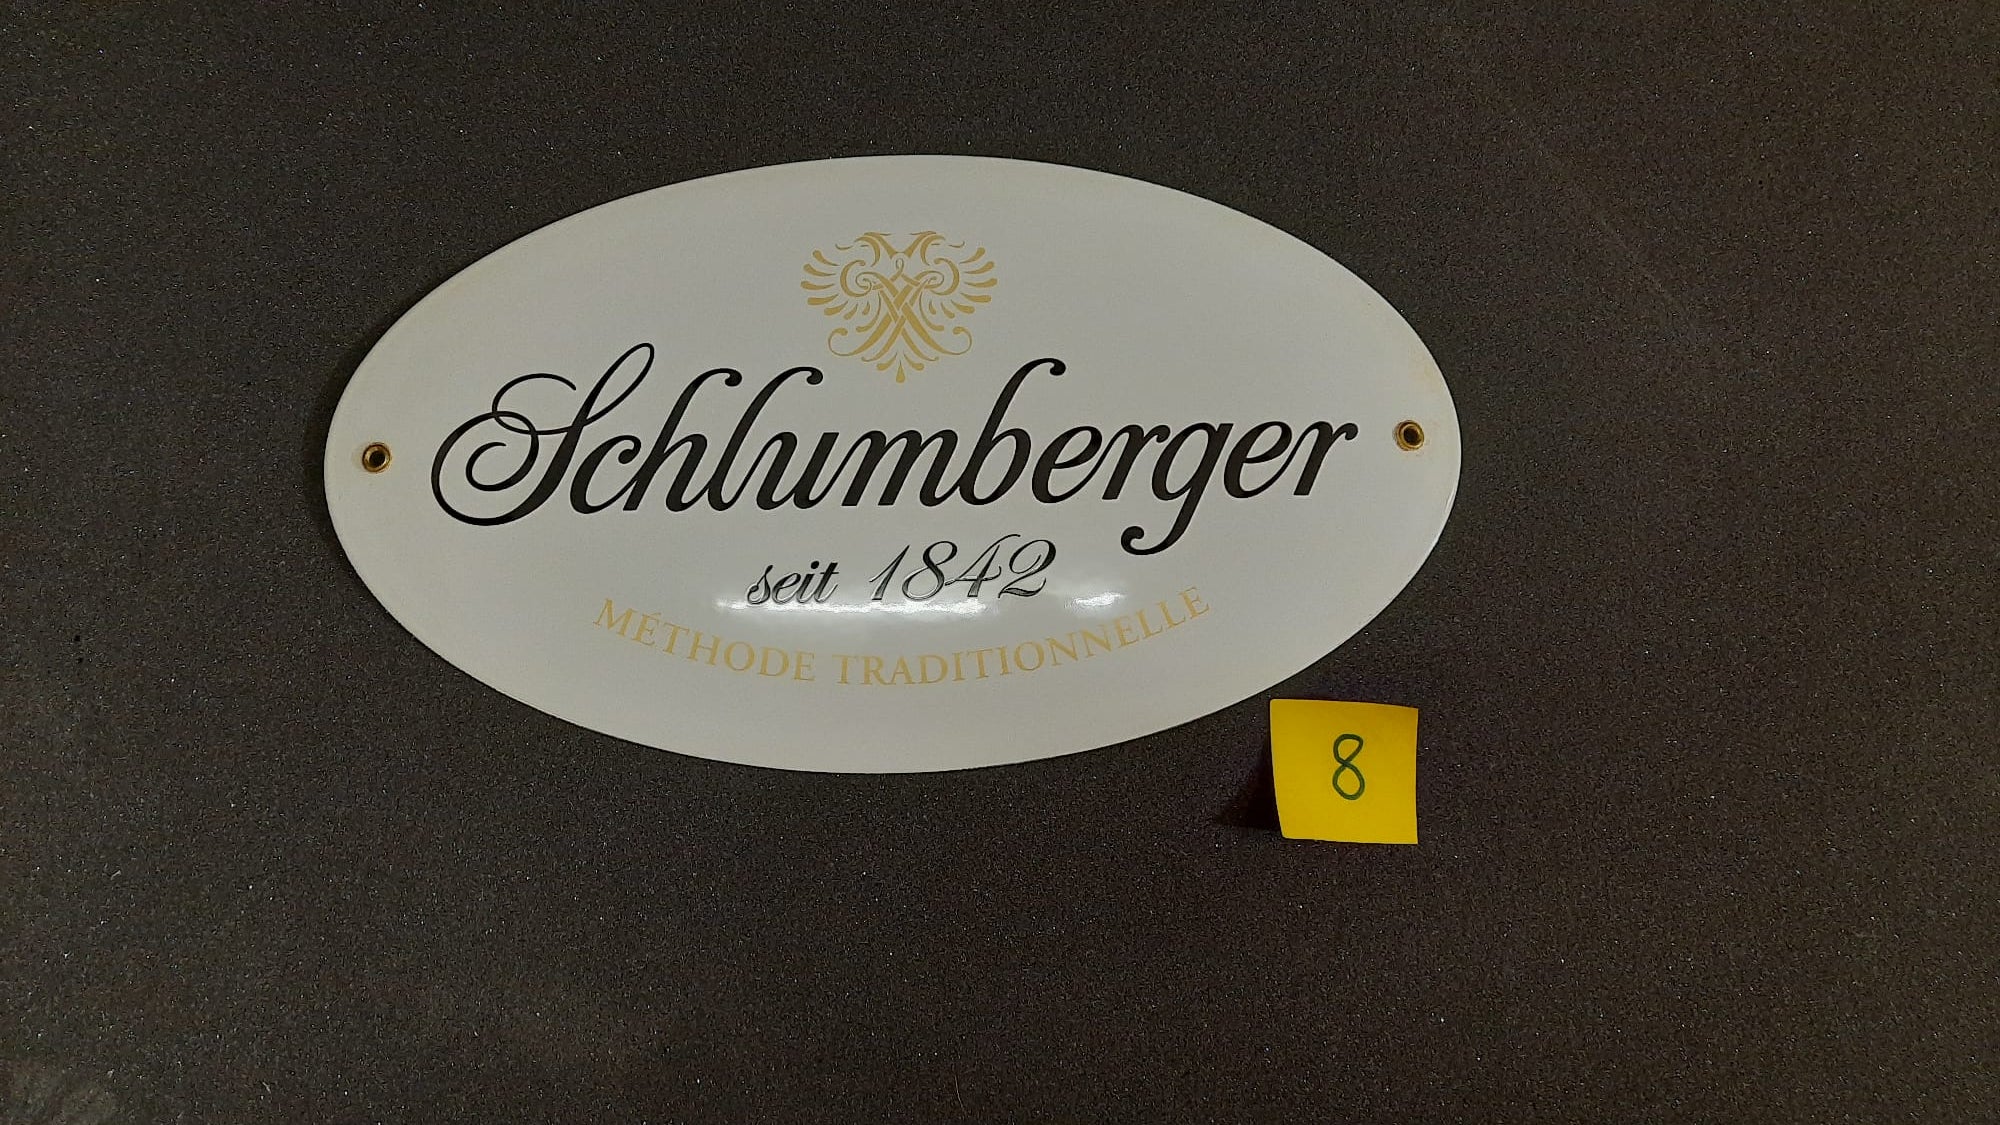 Schlumberger
seit 1842
MÉTHODE TRADITIONNELLE
8